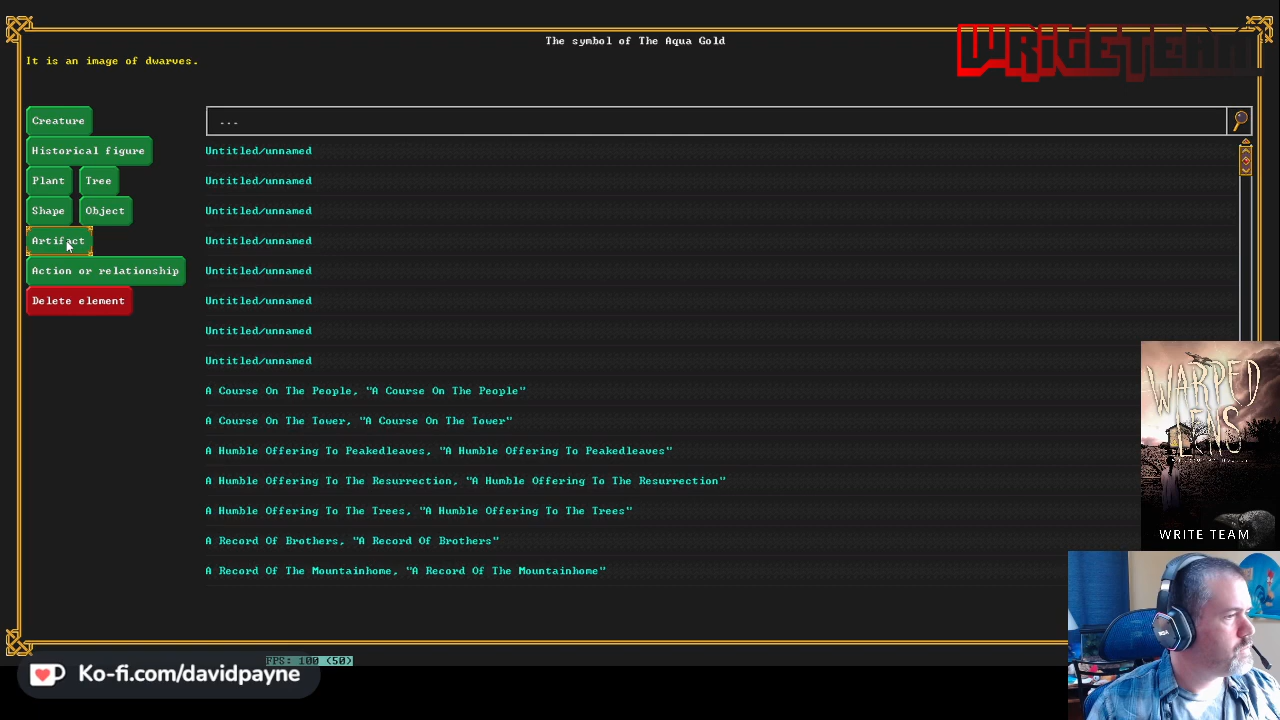 The symbol of The Aqua Gold
WRITETEAM
It is an image of dwarves.
Creature
...
Historical figure
Untitled/unnamed
Plant
Tree
Untitled/unnamed
Shape
Object
Untitled/unnamed
Artifact
Untitled/unnamed
Action or relationship
Untitled/unnamed
Delete element
Untitled/unnamed
Untitled/unnamed
Untitled/unnamed
A Course On The People, "A Course On The People"
A Course On The Tower, "A Course On The Tower"
A Humble Offering To Peakedleaves, "A Humble Offering To Peakedleaves"
A Humble Offering To The Resurrection, "A Humble Offering To The Resurrection"
A Humble Offering To The Trees, "A Humble Offering To The Trees"
A Record Of Brothers, "A Record Of Brothers"
A Record Of The Mountainhome, "A Record Of The Mountainhome"
WARPED
LENS
WRITE TEAM
FPS: 100 (50)
Ko-fi.com/davidpayne